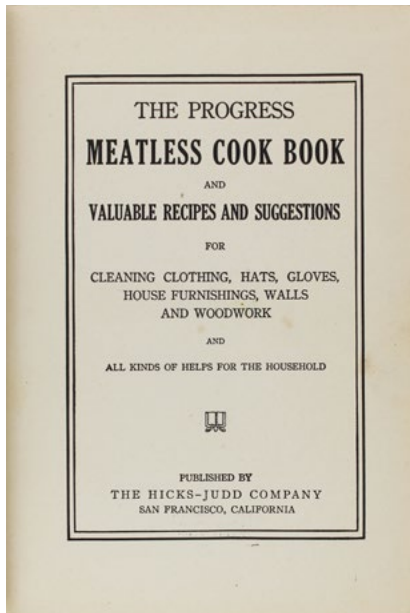 THE PROGRESS
MEATLESS COOK BOOK
AND
VALUABLE RECIPES AND SUGGESTIONS
FOR
CLEANING CLOTHING, HATS, GLOVES,
HOUSE FURNISHINGS, WALLS
AND WOODWORK
AND
ALL KINDS OF HELPS FOR THE HOUSEHOLD
PUBLISHED BY
THE HICKS-JUDD COMPANY
SAN FRANCISCO, CALIFORNIA